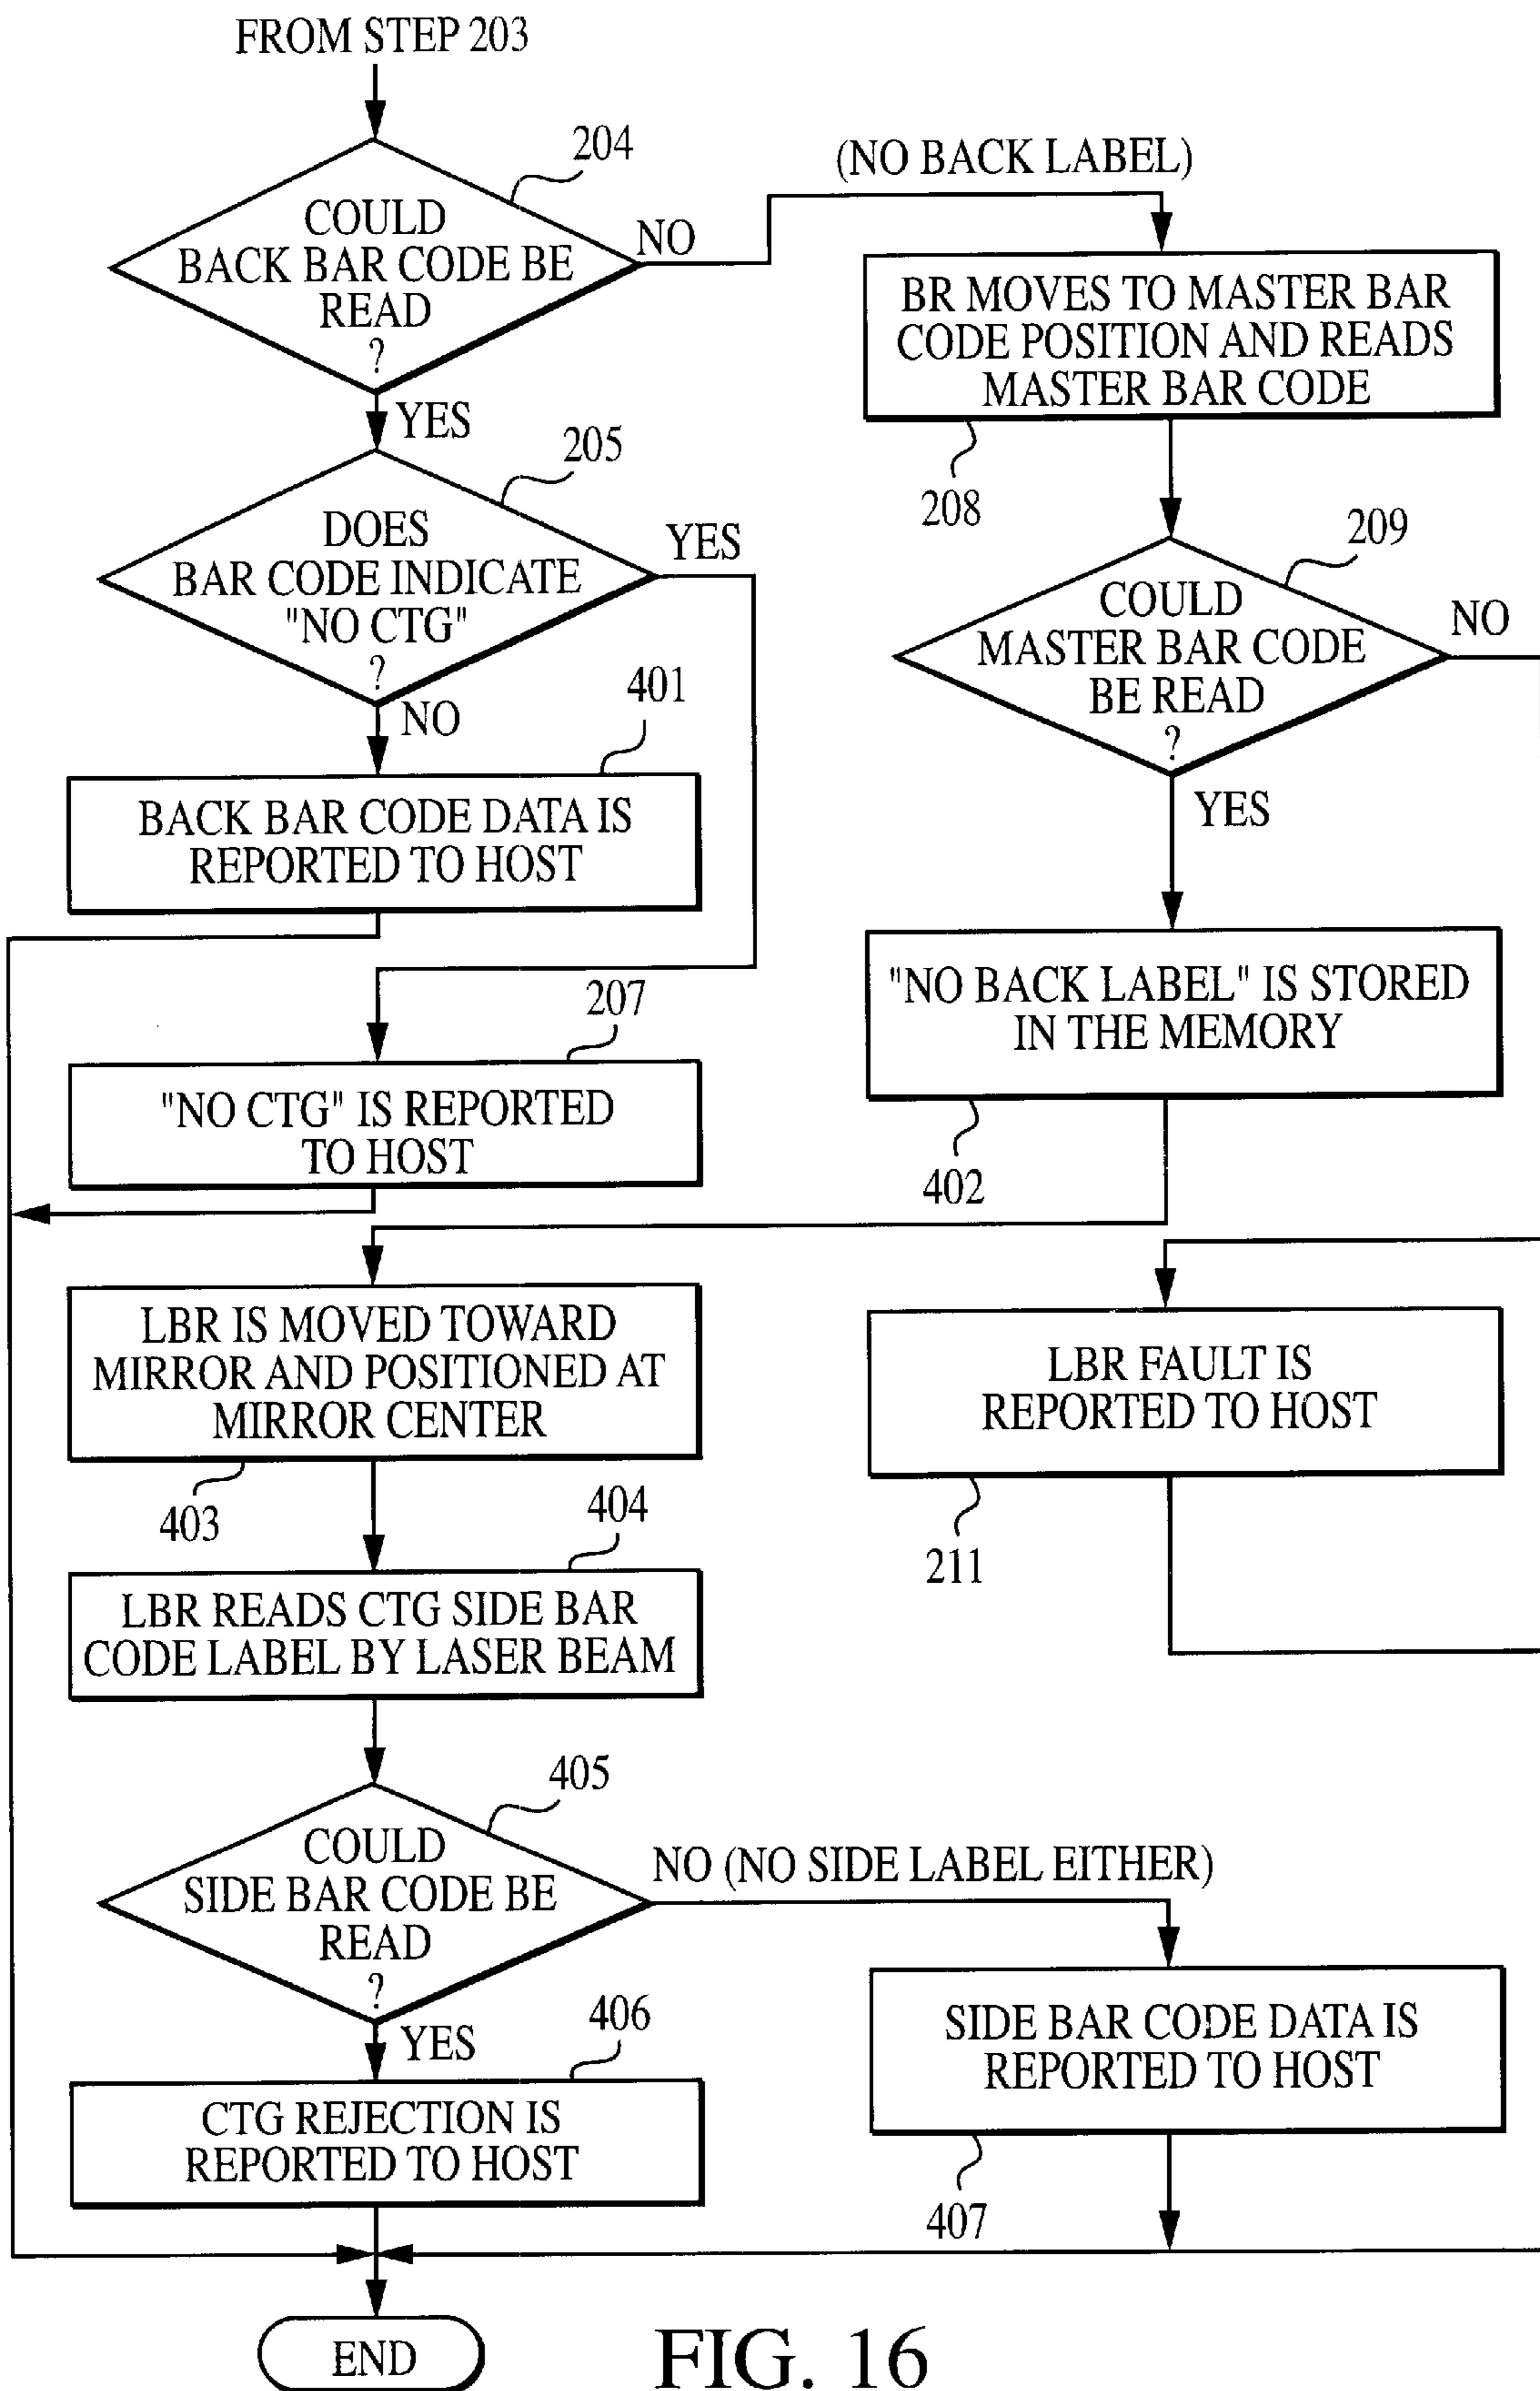 FROM STEP 203
204
COULD
BACK BAR CODE BE
READ
?
NO
(NO BACK LABEL)
YES
BR MOVES TO MASTER BAR
CODE POSITION AND READS
MASTER BAR CODE
208
205
DOES
BAR CODE INDICATE
"NO CTG"
?
YES
NO
209
COULD
MASTER BAR CODE
BE READ
?
NO
YES
401
BACK BAR CODE DATA IS
REPORTED TO HOST
"NO BACK LABEL" IS STORED
IN THE MEMORY
402
207
"NO CTG" IS REPORTED
TO HOST
LBR IS MOVED TOWARD
MIRROR AND POSITIONED AT
MIRROR CENTER
403
LBR FAULT IS
REPORTED TO HOST
211
404
LBR READS CTG SIDE BAR
CODE LABEL BY LASER BEAM
405
COULD
SIDE BAR CODE BE
READ
?
NO (NO SIDE LABEL EITHER)
YES
406
CTG REJECTION IS
REPORTED TO HOST
SIDE BAR CODE DATA IS
REPORTED TO HOST
407
END
FIG. 16